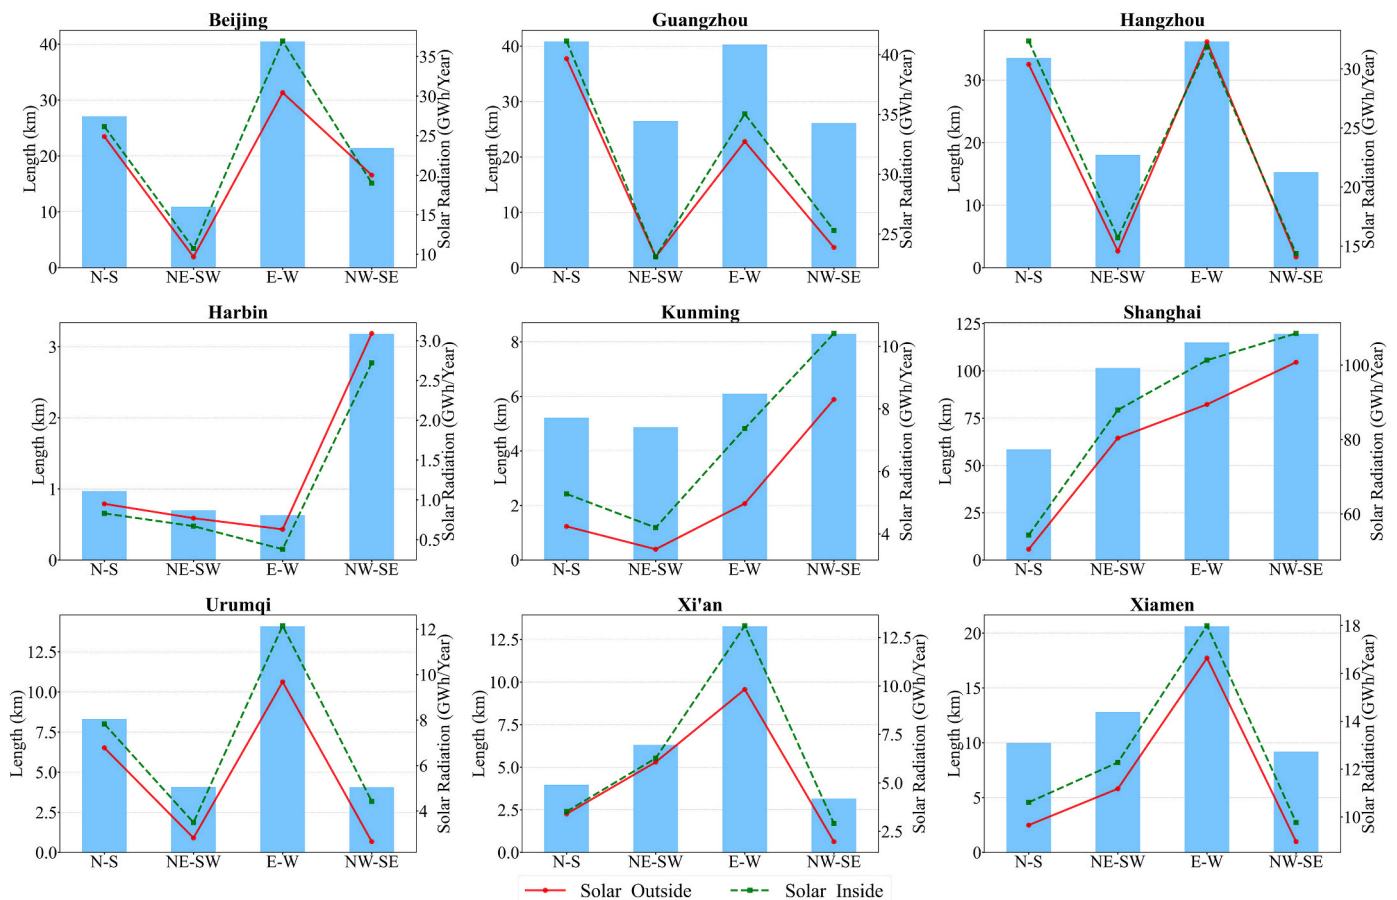 Beijing
Length (km)
40
30
20
10
0
N-S NE-SW E-W NW-SE
35
30
25
20
15
10
Solar Radiation (GWh/Year)
Guangzhou
Length (km)
40
30
20
10
0
N-S NE-SW E-W NW-SE
40
35
30
25
Solar Radiation (GWh/Year)
Hangzhou
Length (km)
30
20
10
0
N-S NE-SW E-W NW-SE
30
25
20
15
Solar Radiation (GWh/Year)
Harbin
Length (km)
3
2
1
0
N-S NE-SW E-W NW-SE
3.0
2.5
2.0
1.5
1.0
0.5
Solar Radiation (GWh/Year)
Kunming
Length (km)
8
6
4
2
0
N-S NE-SW E-W NW-SE
10
8
6
4
Solar Radiation (GWh/Year)
Shanghai
Length (km)
125
100
75
50
25
0
N-S NE-SW E-W NW-SE
100
80
60
Solar Radiation (GWh/Year)
Urumqi
Length (km)
12.5
10.0
7.5
5.0
2.5
0.0
N-S NE-SW E-W NW-SE
12
10
8
6
4
Solar Radiation (GWh/Year)
Xi'an
Length (km)
12.5
10.0
7.5
5.0
2.5
0.0
N-S NE-SW E-W NW-SE
12.5
10.0
7.5
5.0
2.5
Solar Radiation (GWh/Year)
Xiamen
Length (km)
20
15
10
5
0
N-S NE-SW E-W NW-SE
18
16
14
12
10
Solar Radiation (GWh/Year)
Solar Outside Solar Inside